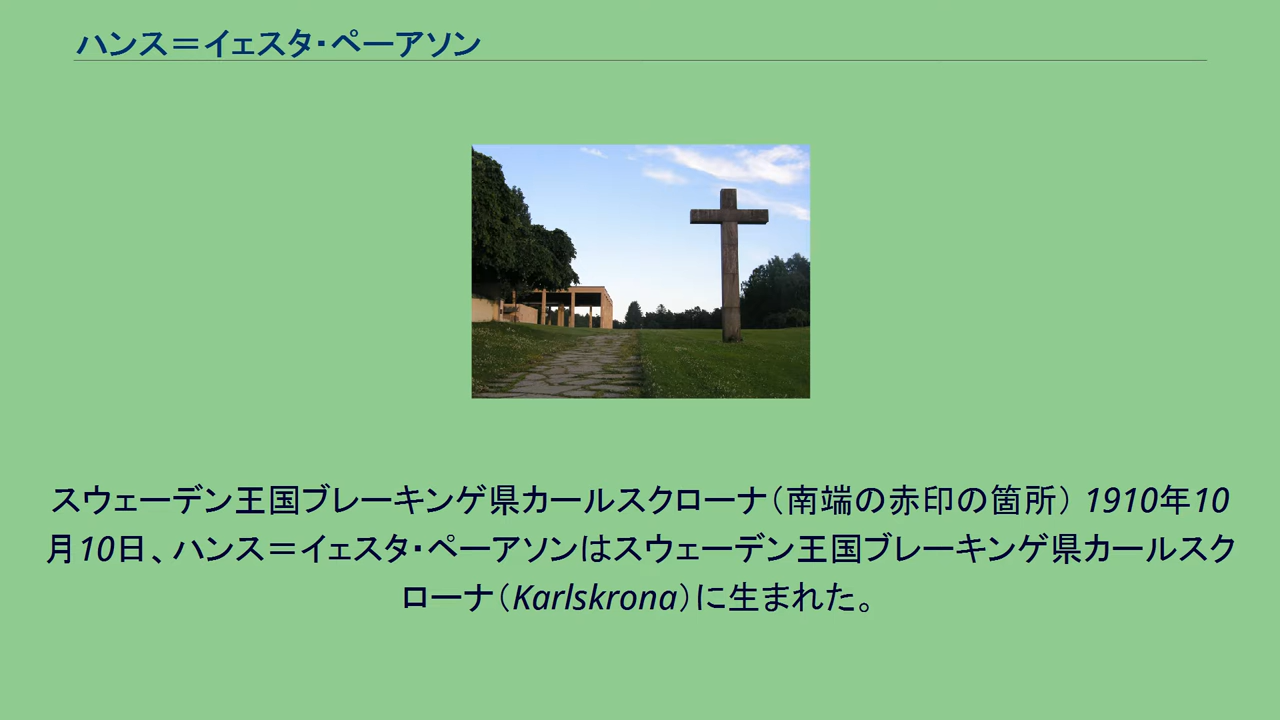 ハンス＝イェスタ・ペーアソン
スウェーデン王国ブレーキンゲ県カールスクローナ（南端の赤印の箇所） 1910年10
月10日、ハンス＝イェスタ・ペーアソンはスウェーデン王国ブレーキンゲ県カールスク
ローナ（Karlskrona）に生まれた。